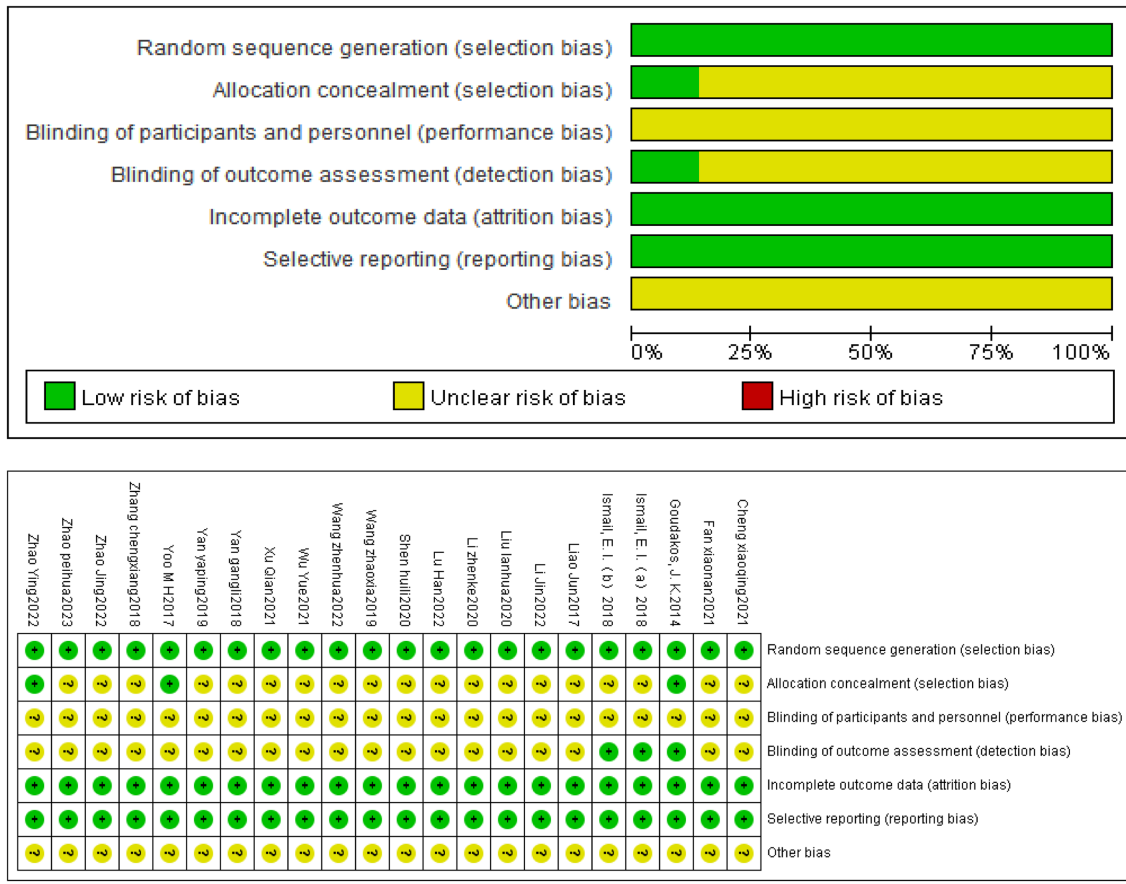 Random sequence generation (selection bias)
Allocation concealment (selection bias)
Blinding of participants and personnel (performance bias)
Blinding of outcome assessment (detection bias)
Incomplete outcome data (attrition bias)
Selective reporting (reporting bias)
Other bias
0% 25% 50% 75% 100%
Low risk of bias Unclear risk of bias High risk of bias
Zhao Ying2022
Zhao peihua2023
Zhao Jing2022
Zhang chengxiang2018
Yoo M H2017
Yan yaping2019
Yan gangli2018
Xu Qian2021
Wu Yue2021
Wang zhenhua2022
Wang zhaoxia2019
Shen huili2020
Lu Han2022
LI zhenke2020
Liu lanhua2020
Li Jin2022
Liao Jun2017
Ismail, E. I.（b）2018
Ismail, E. I.（a）2018
Goudakos, J. K.2014
Fan xiaonan2021
Cheng xiaoqing2021
+ + + + + + + + + + + + + + + + + + + + + + Random sequence generation (selection bias)
+ ? ? ? + ? ? ? ? ? ? ? ? ? ? ? ? ? ? + ? ? Allocation concealment (selection bias)
? ? ? ? ? ? ? ? ? ? ? ? ? ? ? ? ? ? ? ? ? ? Blinding of participants and personnel (performance bias)
? ? ? ? ? ? ? ? ? ? ? ? ? ? ? ? ? + + + ? ? Blinding of outcome assessment (detection bias)
+ + + + + + + + + + + + + + + + + + + + + + Incomplete outcome data (attrition bias)
+ + + + + + + + + + + + + + + + + + + + + + Selective reporting (reporting bias)
? ? ? ? ? ? ? ? ? ? ? ? ? ? ? ? ? ? ? ? ? ? Other bias